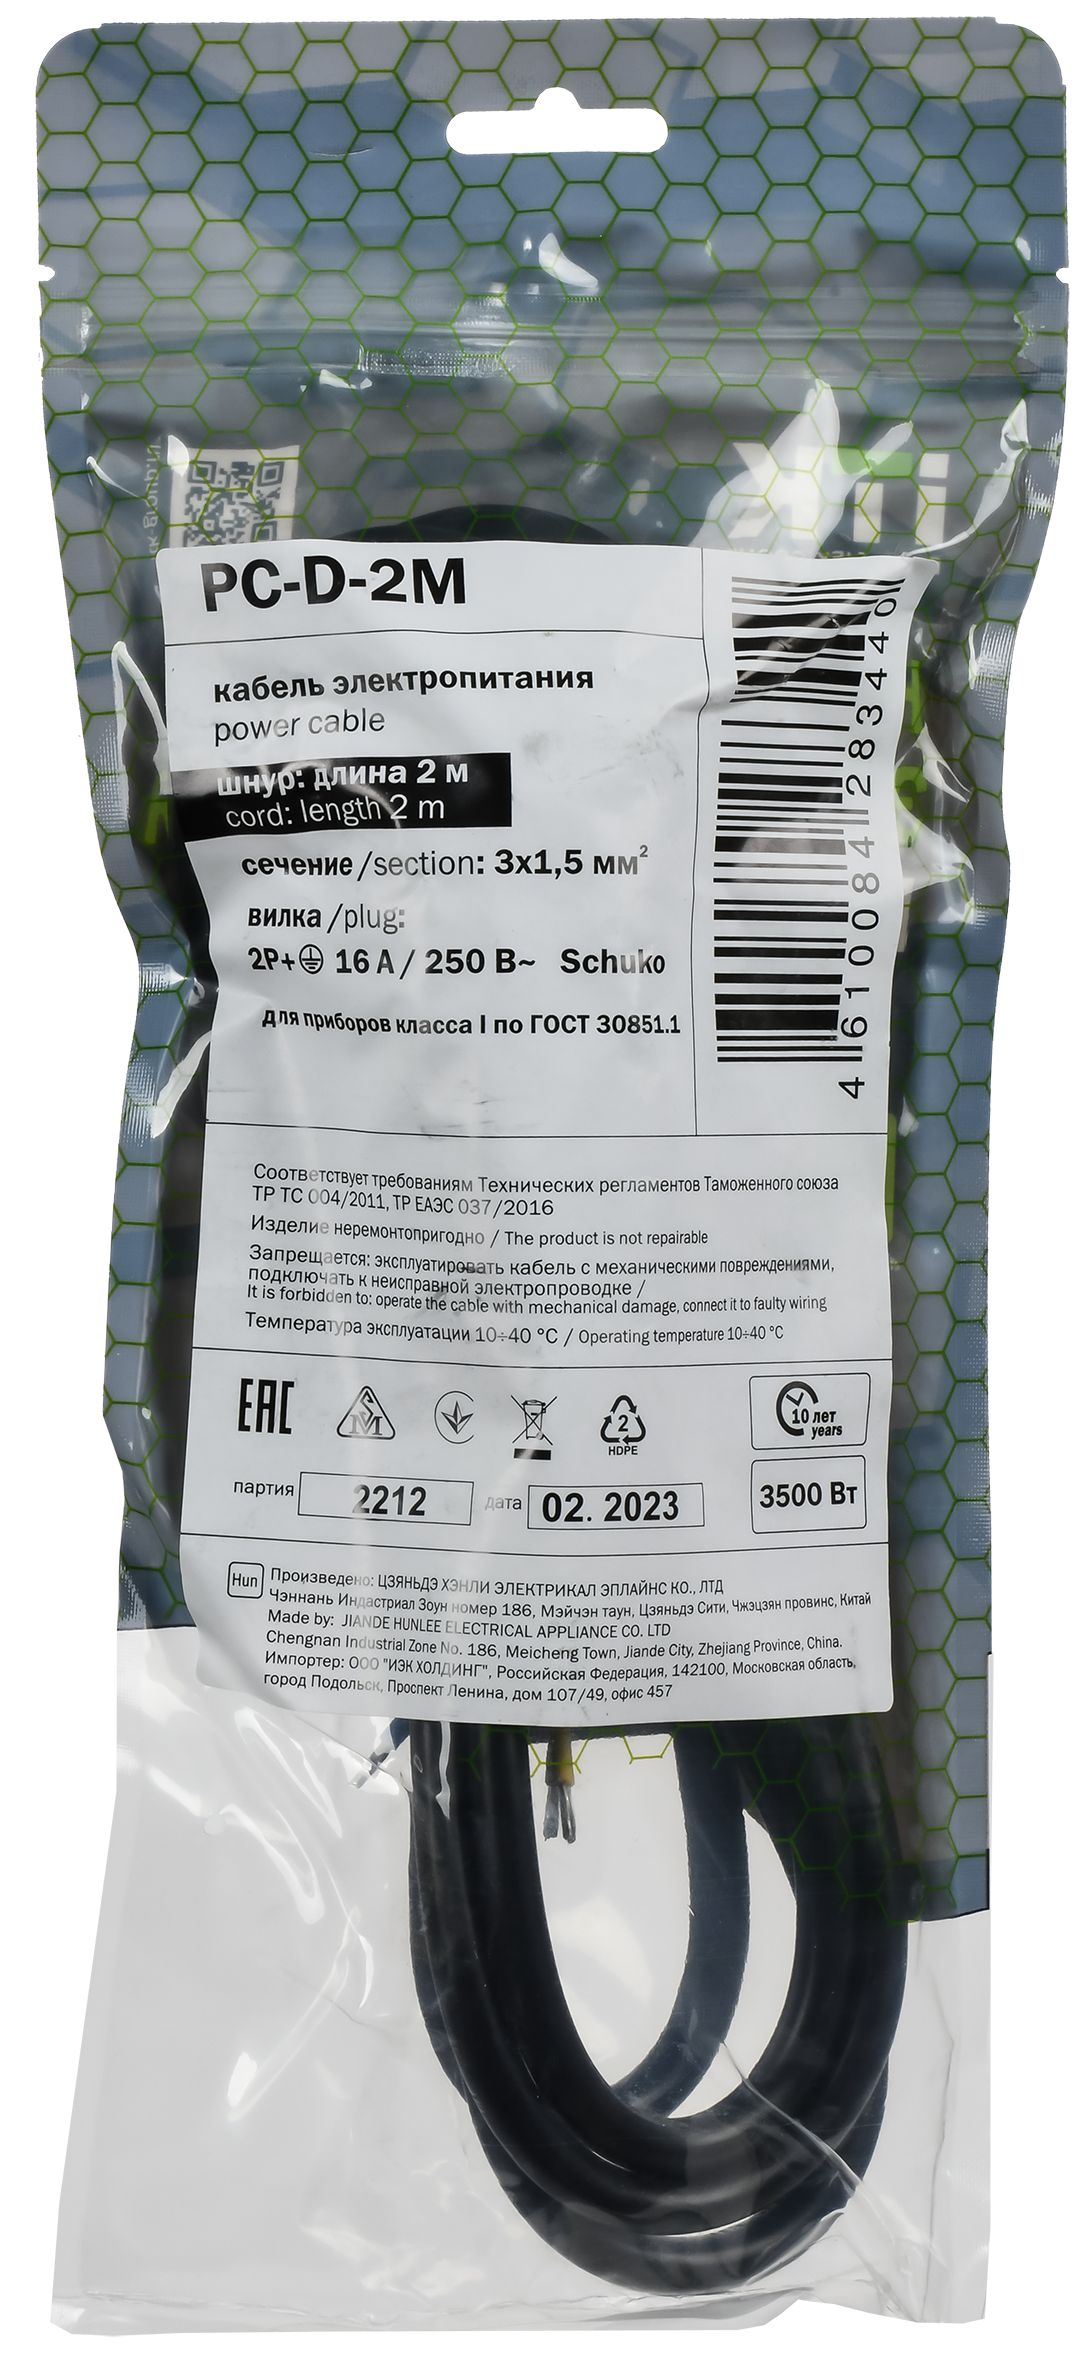 PC-D-2M
кабель электропитания
power cable
шнур: длина 2 м
cord: length 2 m
сечение/section: 3x1,5 мм²
вилка/plug:
2P+ 16 A / 250 В~ Schuko
для приборов класса I по ГОСТ 30851.1
4 610084 283440
Соответствует требованиям Технических регламентов Таможенного союза
ТР ТС 004/2011, ТР ЕАЭС 037/2016
Изделие неремонтопригодно / The product is not repairable
Запрещается: эксплуатировать кабель с механическими повреждениями,
подключать к неисправной электропроводке /
It is forbidden to: operate the cable with mechanical damage, connect it to faulty wiring
Температура эксплуатации 10÷40 °C / Operating temperature 10÷40 °C
EAC
2
HDPE
10 лет
years
партия 2212 дата 02. 2023
3500 Вт
Hun
Произведено: ЦЗЯНЬДЭ ХЭНЛИ ЭЛЕКТРИКАЛ ЭПЛАЙНС КО., ЛТД
Чэннань Индастриал Зоун номер 186, Мэйчэн таун, Цзяньдэ Сити, Чжэцзян провинс, Китай
Made by: JIANDE HUNLEE ELECTRICAL APPLIANCE CO. LTD
Chengnan Industrial Zone No. 186, Meicheng Town, Jiande City, Zhejiang Province, China.
Импортер: ООО "ИЭК ХОЛДИНГ", Российская Федерация, 142100, Московская область,
город Подольск, Проспект Ленина, дом 107/49, офис 457